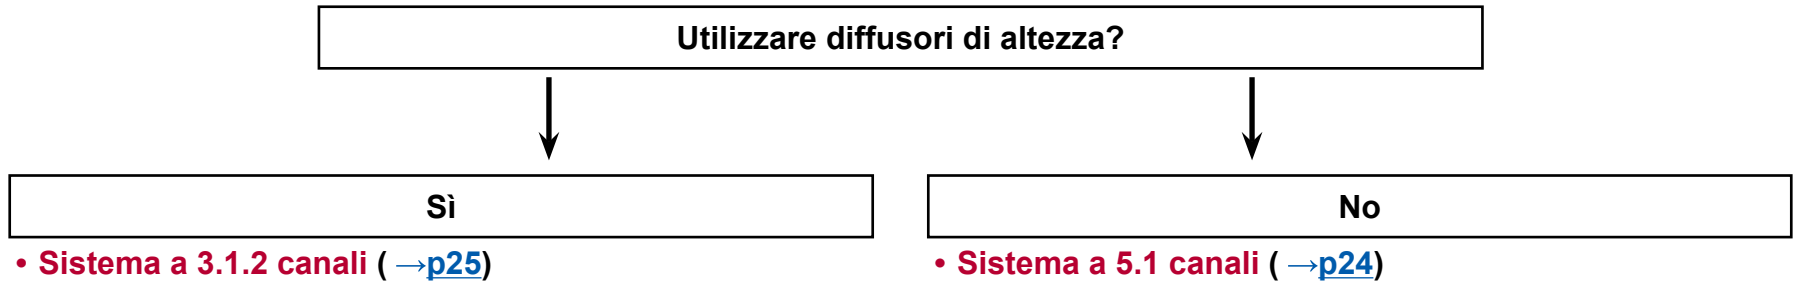 Utilizzare diffusori di altezza?
Sì
No
• Sistema a 3.1.2 canali ( →p25)
• Sistema a 5.1 canali ( →p24)